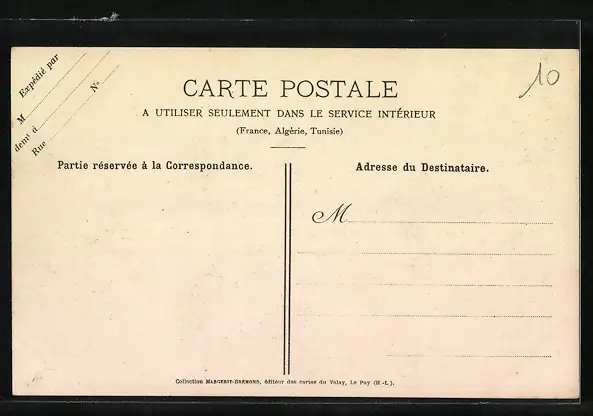 Expédié par
M
N°
demt d
Rue
10
CARTE POSTALE
A UTILISER SEULEMENT DANS LE SERVICE INTÉRIEUR
(France, Algérie, Tunisie)
Partie réservée à la Correspondance.
Adresse du Destinataire.
M
Collection MARGERIT-BRÉMOND, éditeur des cartes du Velay, Le Puy (H.-L.).